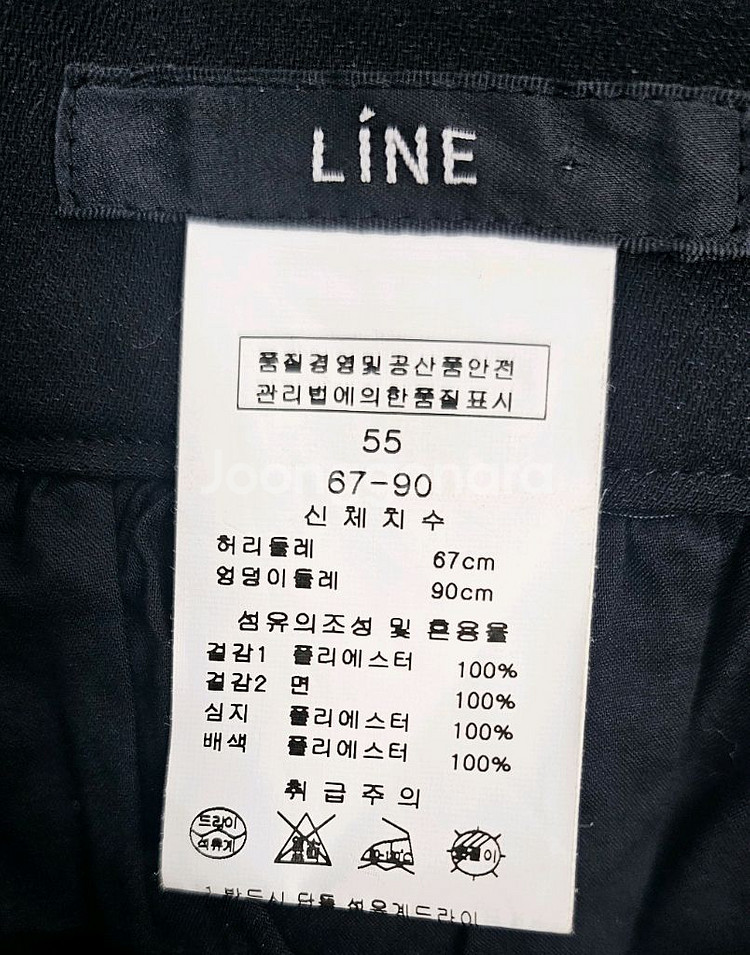 LÍNE
품질경영및공산품안전
관리법에의한품질표시
55
67-90
신체치수
허리둘레 67cm
엉덩이둘레 90cm
섬유의조성 및 혼용율
겉감1 폴리에스터 100%
겉감2 면 100%
심지 폴리에스터 100%
배색 폴리에스터 100%
취급주의
드라이
석유계
Joongonara